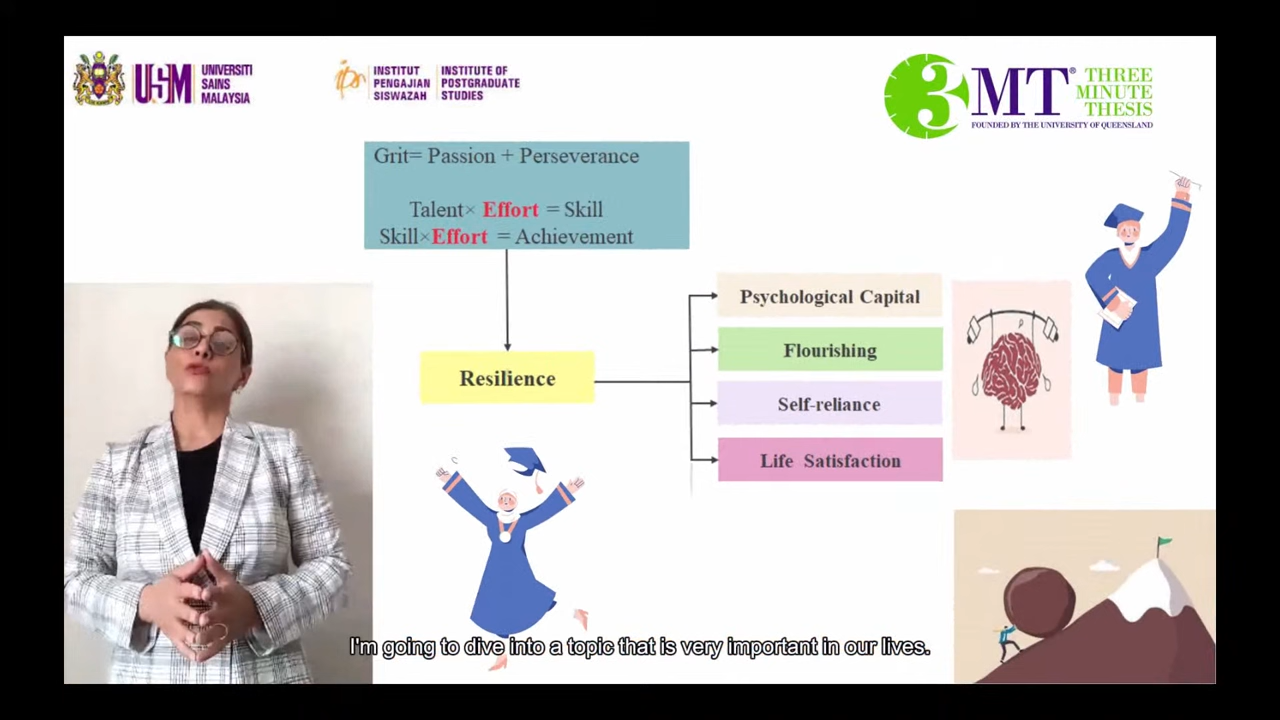 USM
UNIVERSITI
SAINS
MALAYSIA
ips
INSTITUT
PENGAJIAN
SISWAZAH
INSTITUTE OF
POSTGRADUATE
STUDIES
3MT®
THREE
MINUTE
THESIS
FOUNDED BY THE UNIVERSITY OF QUEENSLAND
Grit= Passion + Perseverance
Talent× Effort = Skill
Skill×Effort = Achievement
Resilience
Psychological Capital
Flourishing
Self-reliance
Life Satisfaction
I'm going to dive into a topic that is very important in our lives.